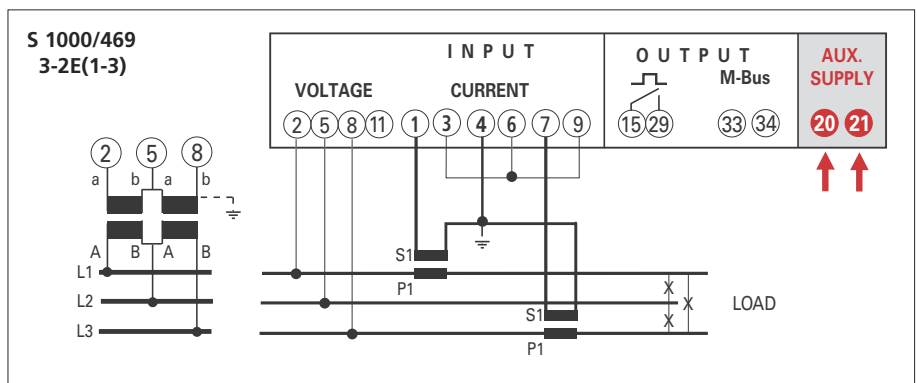 S 1000/469
3-2E(1-3)
INPUT
VOLTAGE
CURRENT
2 5 8 11 1 3 4 6 7 9
OUTPUT
M-Bus
15 29 33 34
AUX.
SUPPLY
20 21
2 5 8
a b a b
A B A B
L1
L2
L3
S1
P1
S1
P1
X
X
X
LOAD